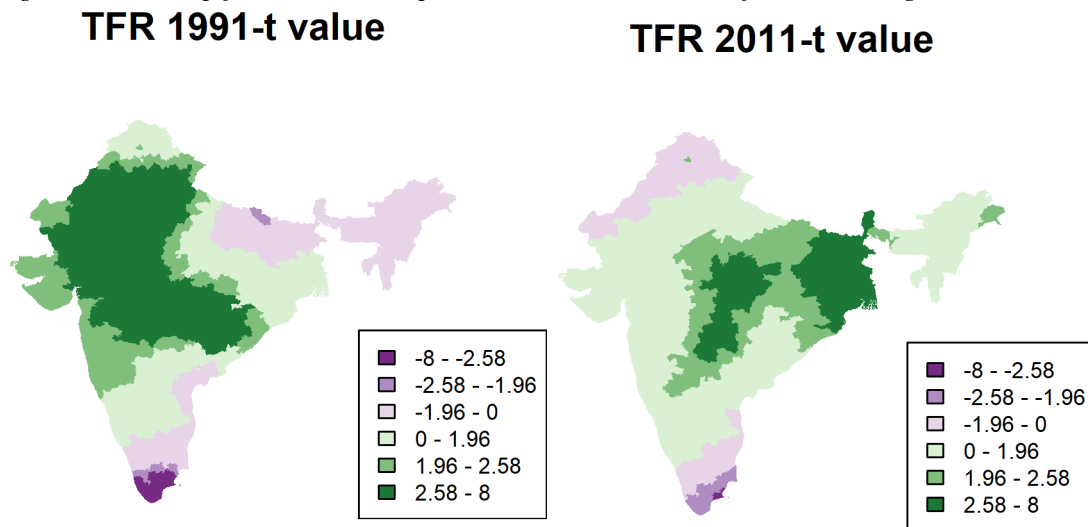 TFR 1991-t value
TFR 2011-t value
-8 - -2.58
-2.58 - -1.96
-1.96 - 0
0 - 1.96
1.96 - 2.58
2.58 - 8
-8 - -2.58
-2.58 - -1.96
-1.96 - 0
0 - 1.96
1.96 - 2.58
2.58 - 8